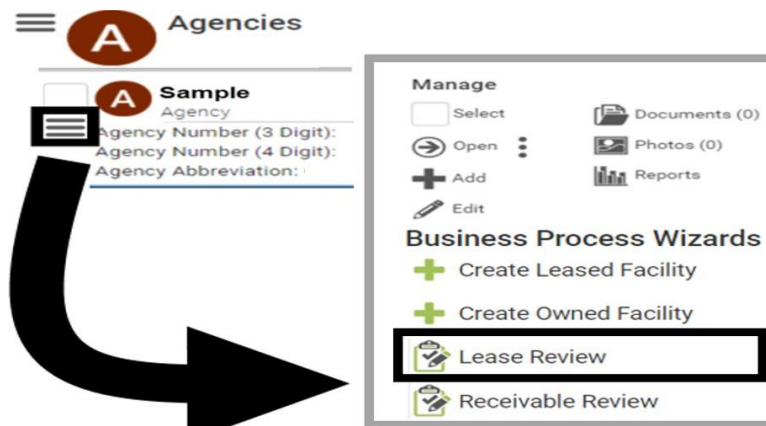 A Agencies
A Sample
Agency
Agency Number (3 Digit):
Agency Number (4 Digit):
Agency Abbreviation:
Manage
Select
Documents (0)
Open
Photos (0)
Add
Reports
Edit
Business Process Wizards
Create Leased Facility
Create Owned Facility
Lease Review
Receivable Review